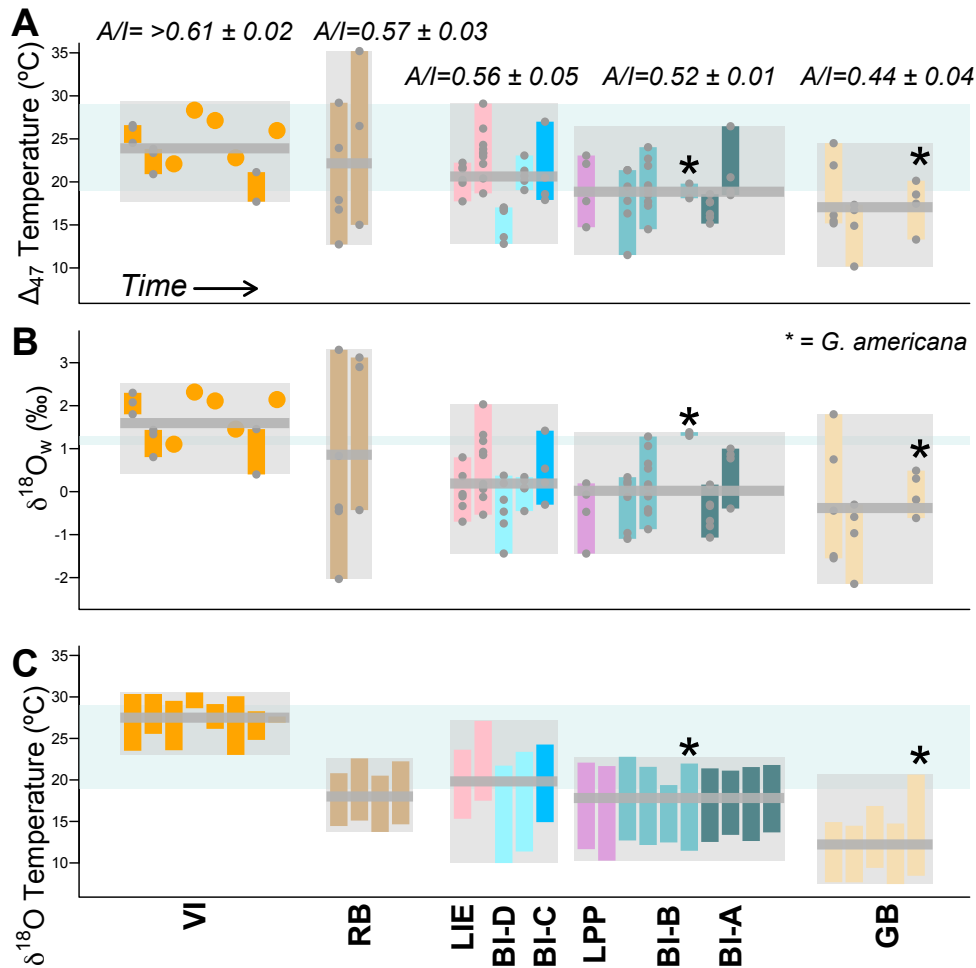 A
A/I= >0.61 ± 0.02
A/I=0.57 ± 0.03
A/I=0.56 ± 0.05
A/I=0.52 ± 0.01
A/I=0.44 ± 0.04
Δ47 Temperature (ºC)
35
30
25
20
15
10
*
*
Time
B
* = G. americana
δ18Ow (‰)
3
2
1
0
-1
-2
*
*
C
δ18O Temperature (ºC)
35
30
25
20
15
10
*
*
VI
RB
LIE
BI-D
BI-C
LPP
BI-B
BI-A
GB